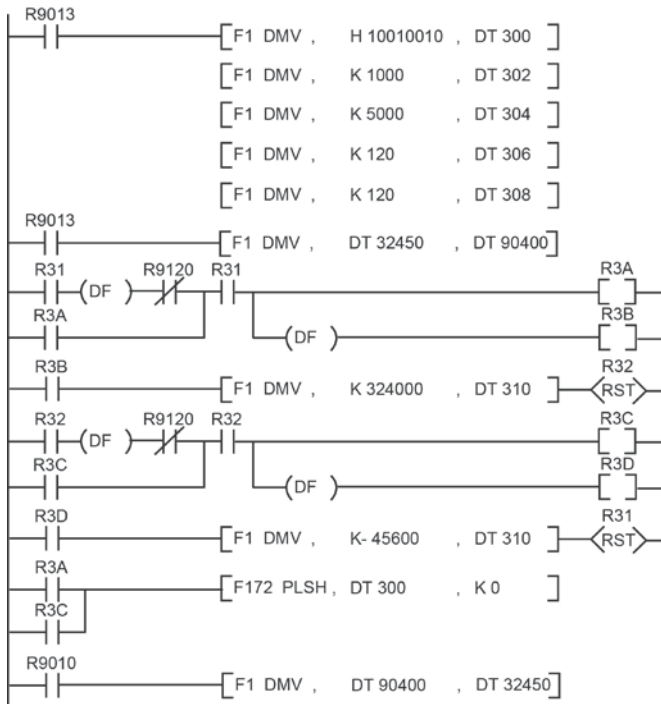 R9013
F1 DMV , H 10010010 , DT 300
F1 DMV , K 1000 , DT 302
F1 DMV , K 5000 , DT 304
F1 DMV , K 120 , DT 306
F1 DMV , K 120 , DT 308
R9013
F1 DMV , DT 32450 , DT 90400
R31 R9120 R31 R3A
(DF )
R3A R3B
(DF )
R3B R32
F1 DMV , K 324000 , DT 310 RST
R32 R9120 R32 R3C
(DF )
R3C R3D
(DF )
R3D R31
F1 DMV , K- 45600 , DT 310 RST
R3A
F172 PLSH , DT 300 , K 0
R3C
R9010
F1 DMV , DT 90400 , DT 32450